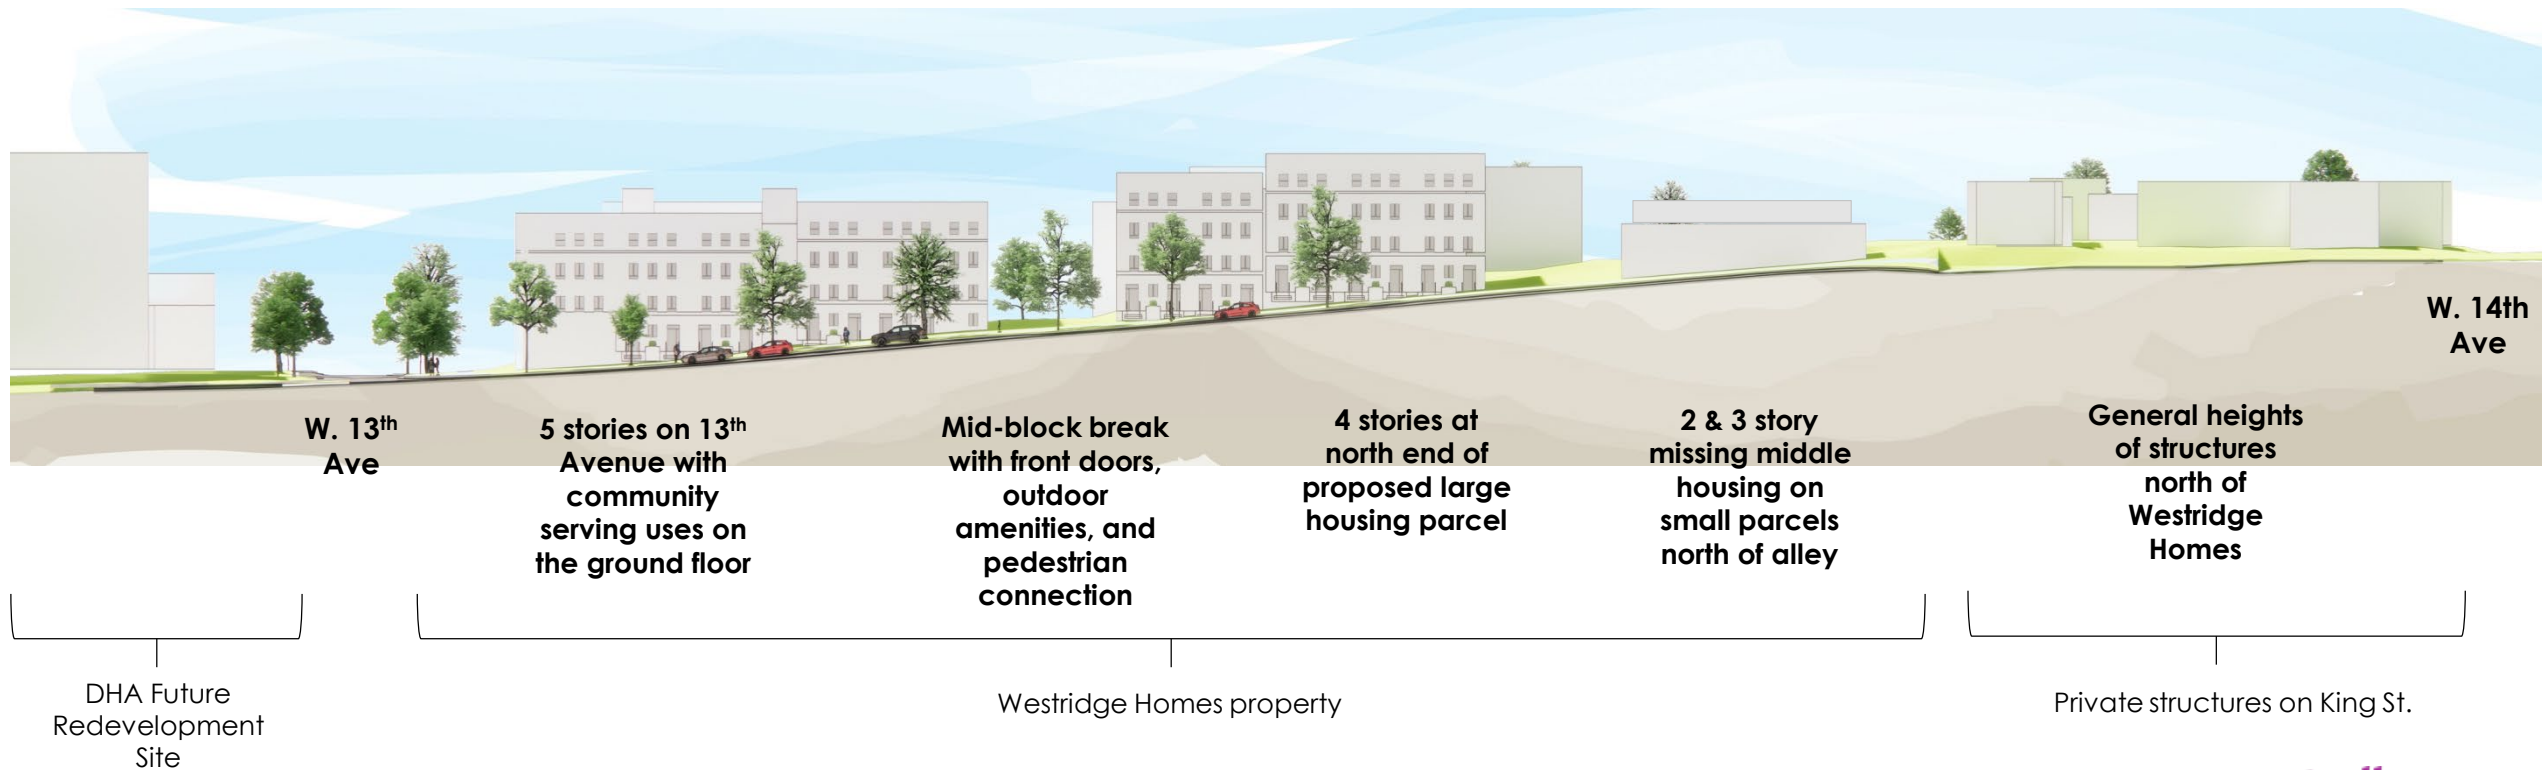 W. 14th
Ave
W. 13th
Ave
5 stories on 13th
Avenue with
community
serving uses on
the ground floor
Mid-block break
with front doors,
outdoor
amenities, and
pedestrian
connection
4 stories at
north end of
proposed large
housing parcel
2 & 3 story
missing middle
housing on
small parcels
north of alley
General heights
of structures
north of
Westridge
Homes
DHA Future
Redevelopment
Site
Westridge Homes property
Private structures on King St.